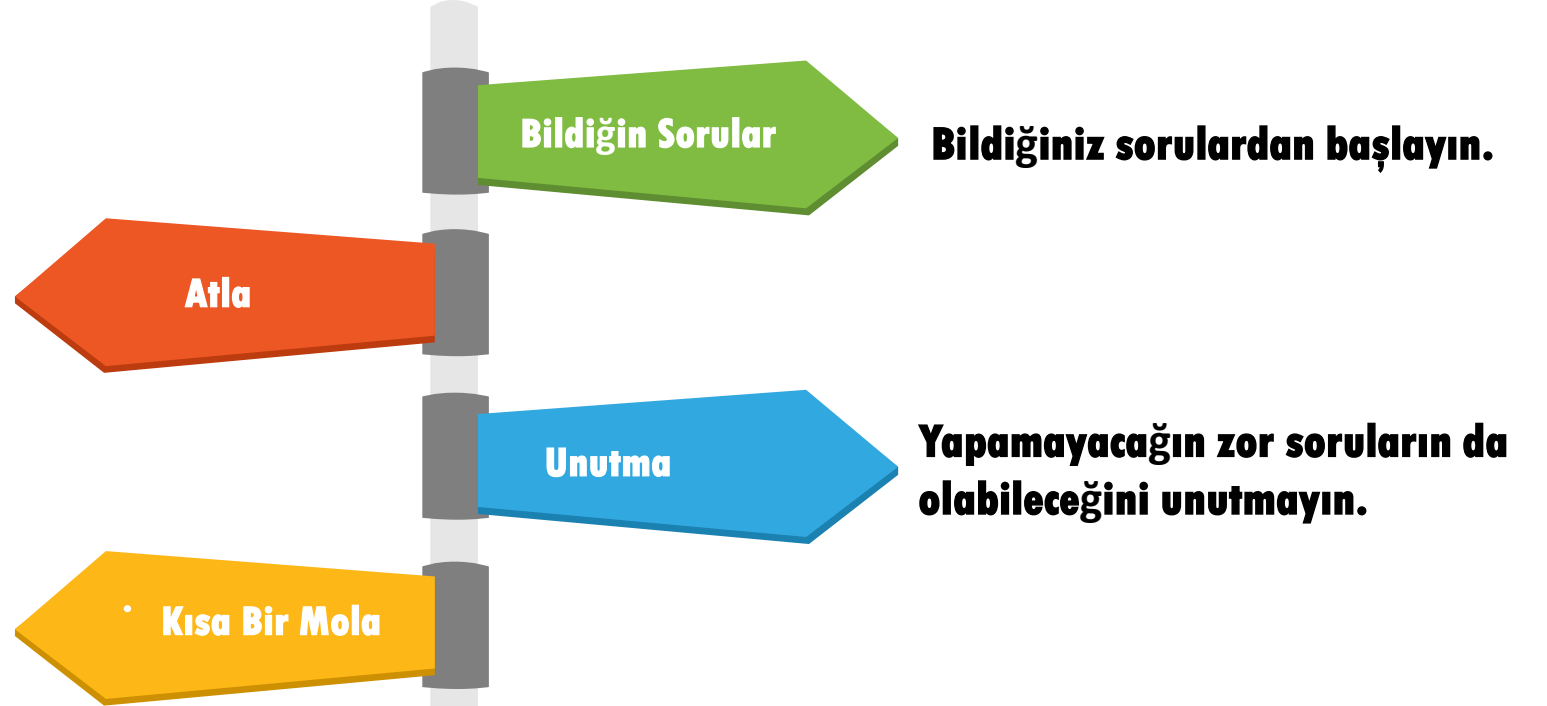 Bildiğin Sorular
Bildiğiniz sorulardan başlayın.
Atla
Unutma
Yapamayacağın zor soruların da
olabileceğini unutmayın.
• Kısa Bir Mola